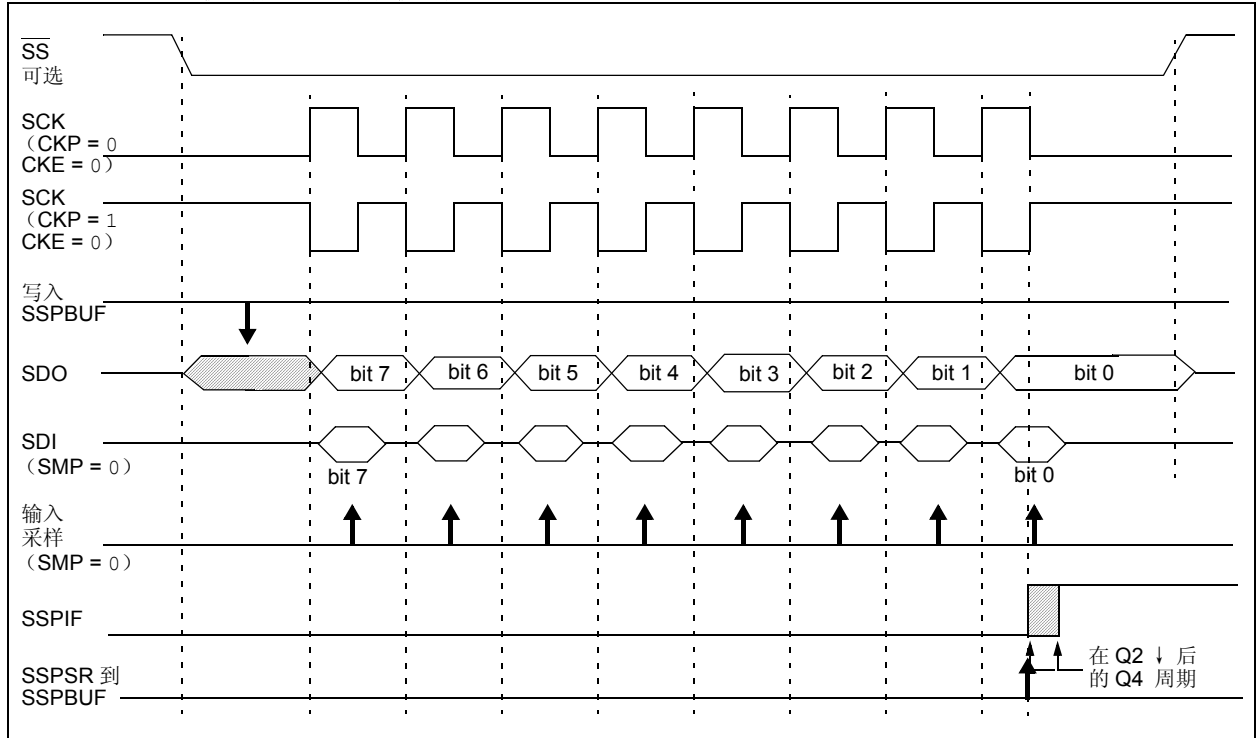 SS
可选
SCK
（CKP = 0
CKE = 0）
SCK
（CKP = 1
CKE = 0）
写入
SSPBUF
SDO
bit 7
bit 6
bit 5
bit 4
bit 3
bit 2
bit 1
bit 0
SDI
（SMP = 0）
bit 7
bit 0
输入
采样
（SMP = 0）
SSPIF
在 Q2 ↓ 后
的 Q4 周期
SSPSR 到
SSPBUF